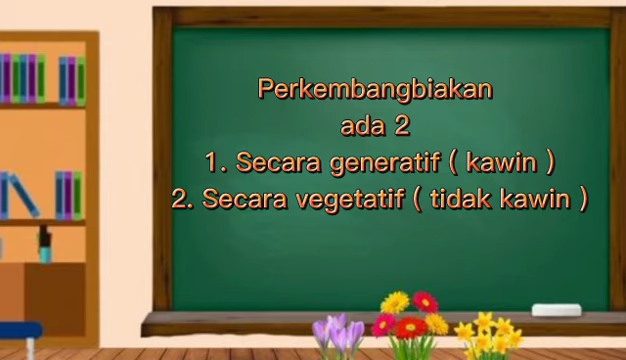 Perkembangbiakan
ada 2
1. Secara generatif ( kawin )
2. Secara vegetatif ( tidak kawin )